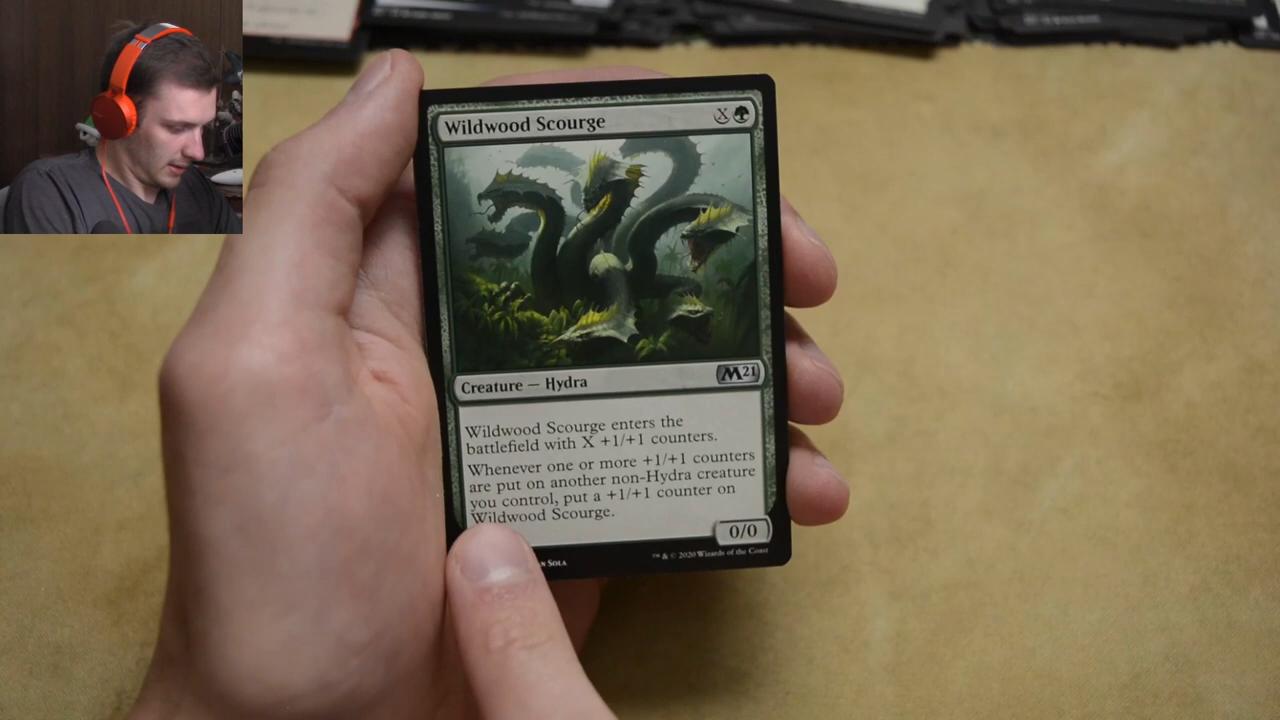 Wildwood Scourge X
Creature — Hydra M21
Wildwood Scourge enters the
battlefield with X +1/+1 counters.
Whenever one or more +1/+1 counters
are put on another non-Hydra creature
you control, put a +1/+1 counter on
Wildwood Scourge.
0/0
N SOLA ™ & © 2020 Wizards of the Coast